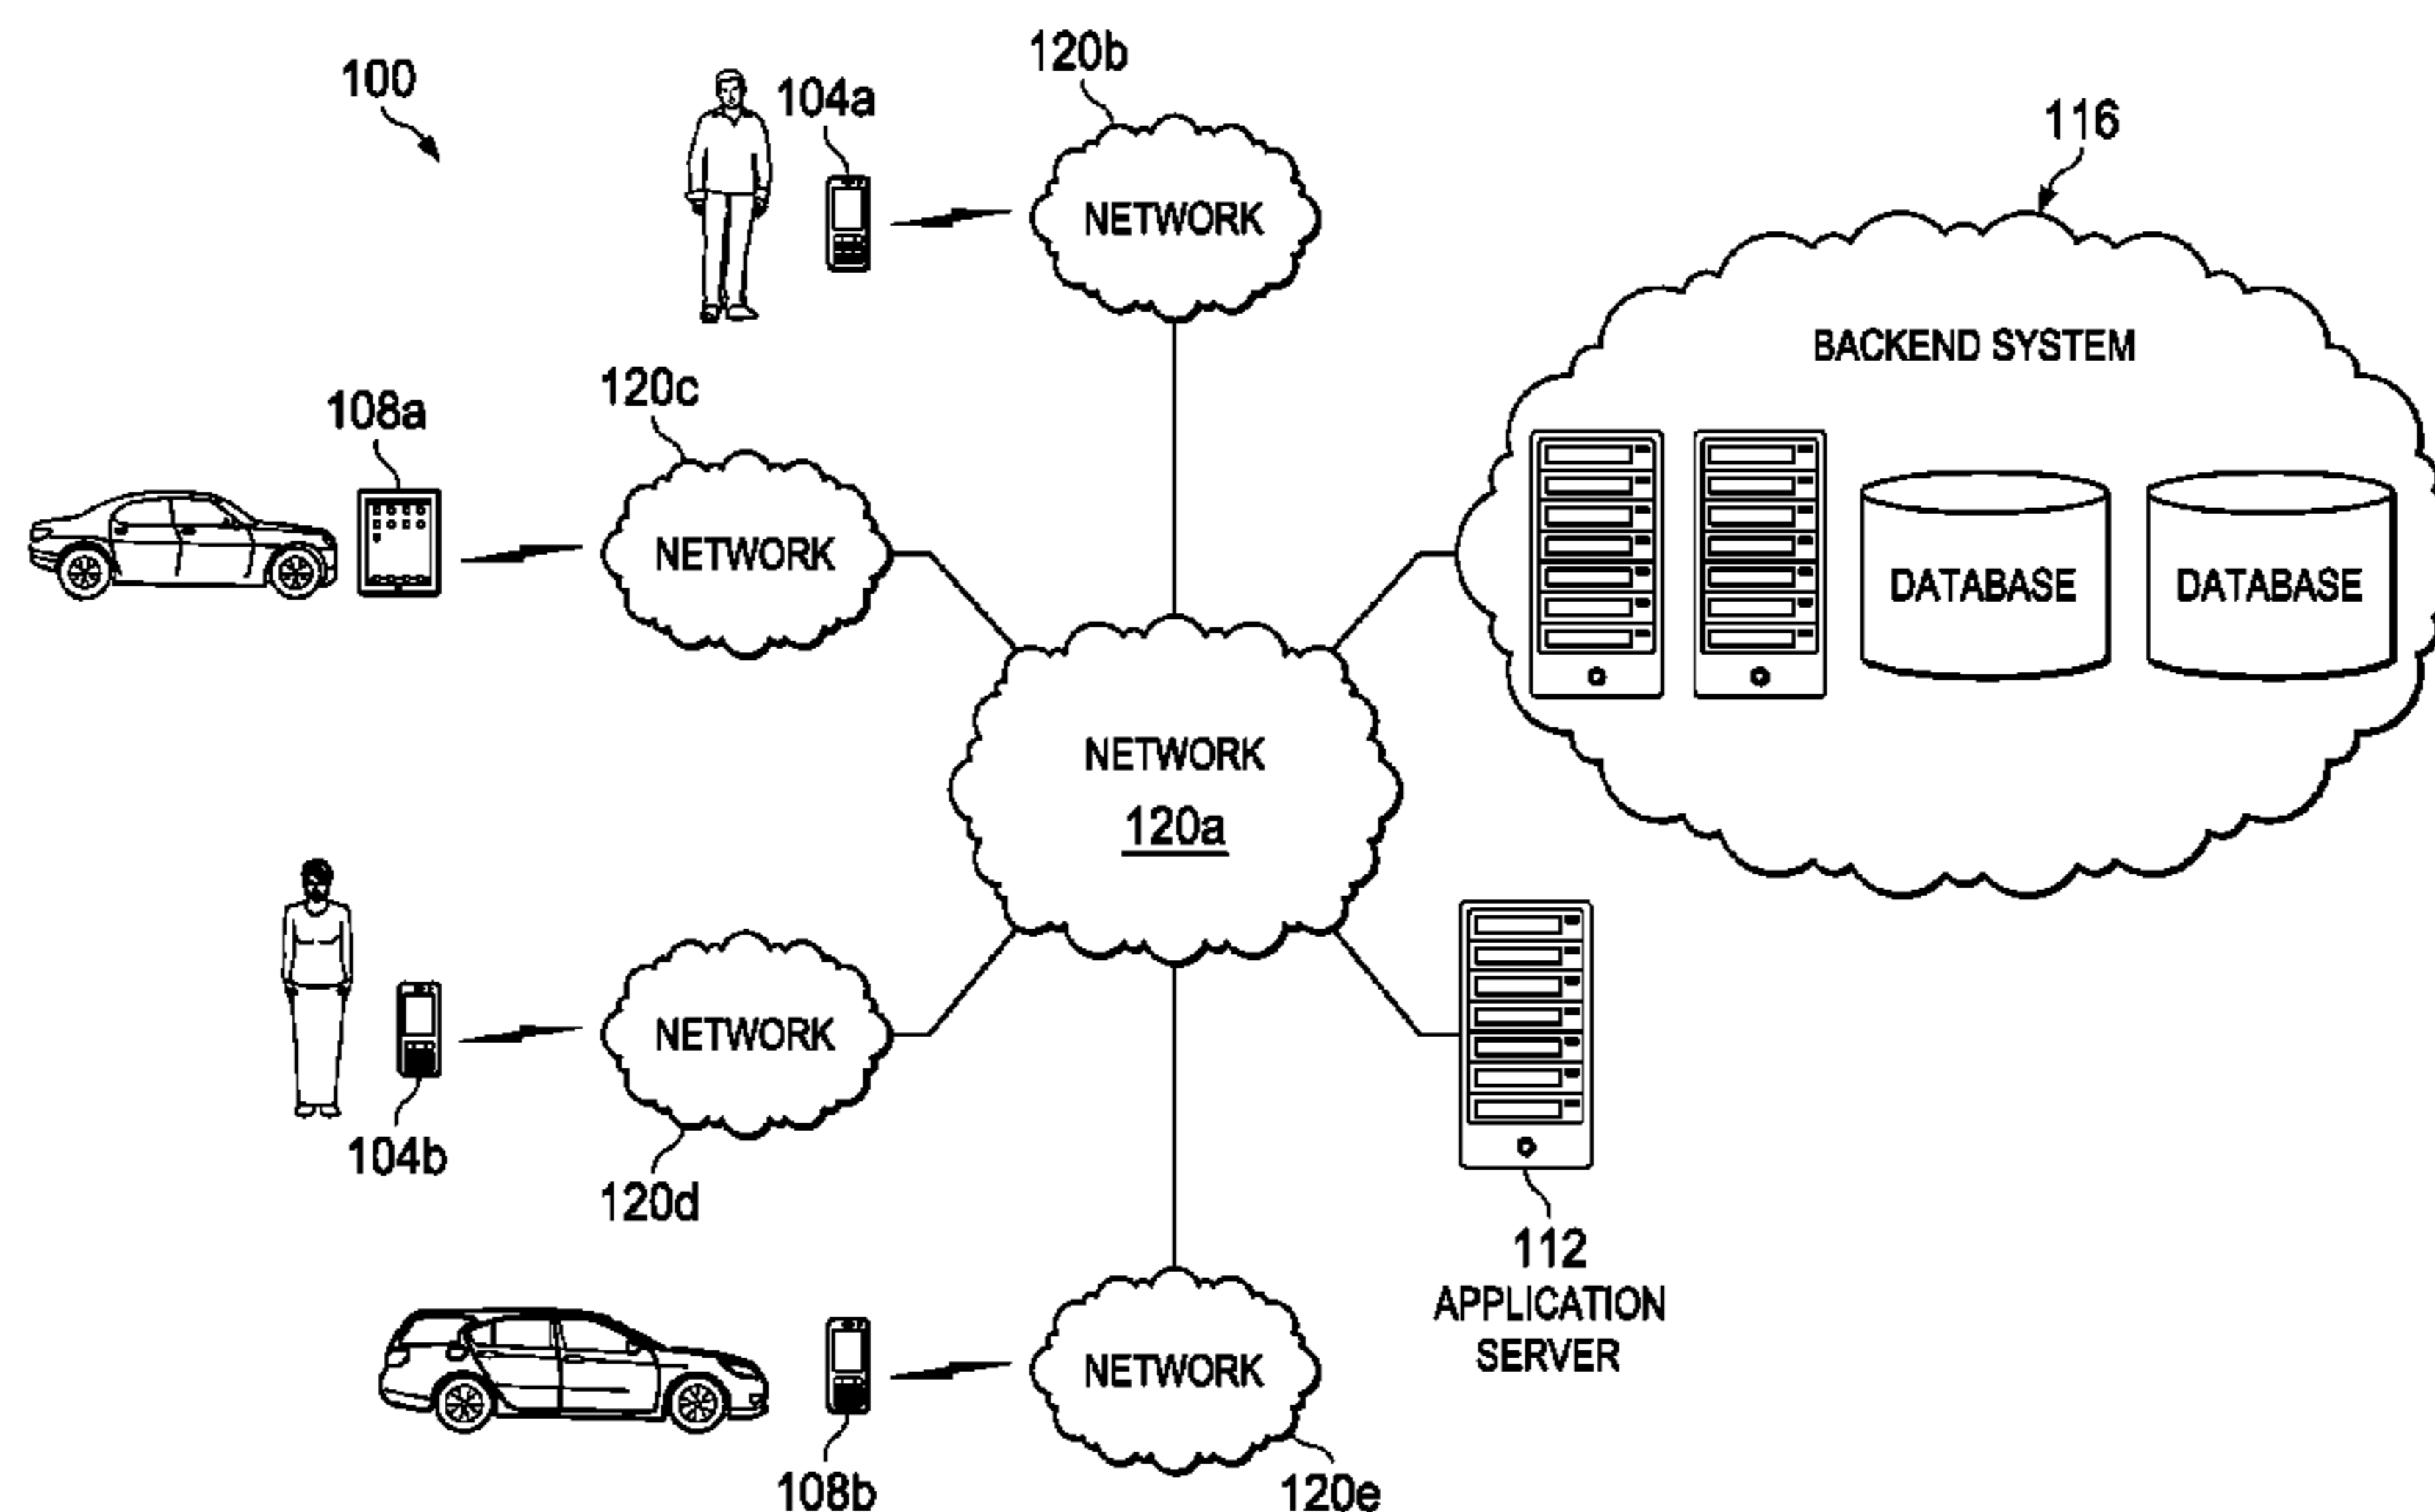 100
104a
120b
NETWORK
116
BACKEND SYSTEM
DATABASE
DATABASE
108a
120c
NETWORK
NETWORK
120a
104b
NETWORK
120d
112
APPLICATION
SERVER
108b
NETWORK
120e